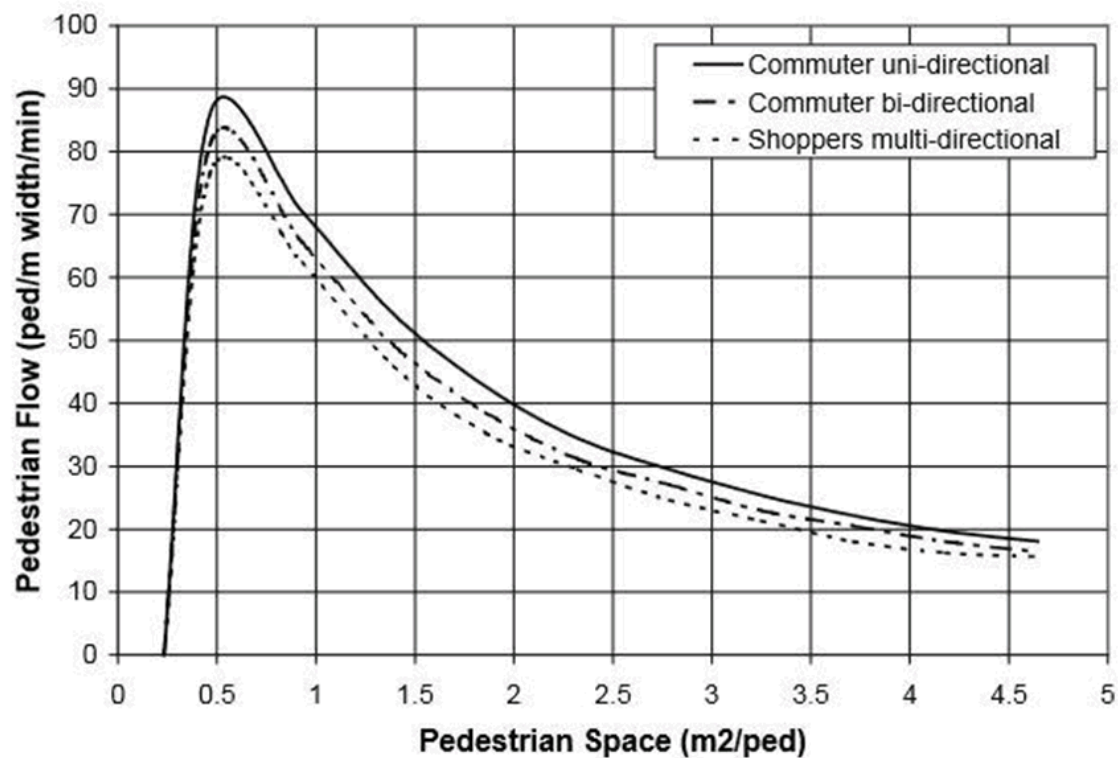 100
90
80
70
60
50
40
30
20
10
0
Pedestrian Flow (ped/m width/min)
Commuter uni-directional
Commuter bi-directional
Shoppers multi-directional
0 0.5 1 1.5 2 2.5 3 3.5 4 4.5 5
Pedestrian Space (m2/ped)